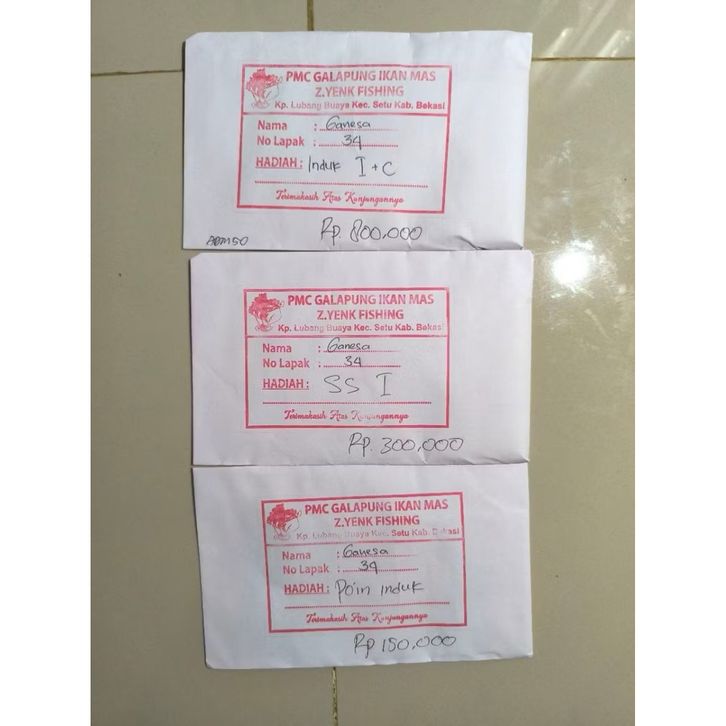 PMC GALAPUNG IKAN MAS
Z.YENK FISHING
Kp. Lubang Buaya Kec. Setu Kab. Bekasi
Nama : Ganesa
No Lapak : 34
HADIAH : Induk I + C
Terimakasih Atas Kunjungannya
Rp. 800.000
ADM50
PMC GALAPUNG IKAN MAS
Z.YENK FISHING
Kp. Lubang Buaya Kec. Setu Kab. Bekasi
Nama : Ganesa
No Lapak : 34
HADIAH : SS I
Terimakasih Atas Kunjungannya
Rp. 300,000
PMC GALAPUNG IKAN MAS
Z.YENK FISHING
Kp. Lubang Buaya Kec. Setu Kab. Bekasi
Nama : Ganesa
No Lapak : 34
HADIAH : Poin induk
Terimakasih Atas Kunjungannya
Rp 150,000